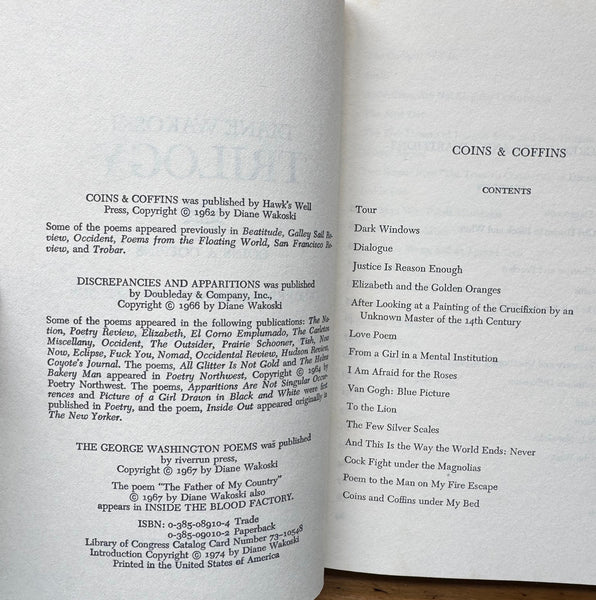 COINS & COFFINS was published by Hawk's Well
Press, Copyright © 1962 by Diane Wakoski
Some of the poems appeared previously in Beatitude, Galley Sail Re-
view, Occident, Poems from the Floating World, San Francisco Re-
view, and Trobar.
DISCREPANCIES AND APPARITIONS was published
by Doubleday & Company, Inc.,
Copyright © 1966 by Diane Wakoski
Some of the poems appeared in the following publications: The Na-
tion, Poetry Review, Elizabeth, El Corno Emplumado, The Carleton
Miscellany, Occident, The Outsider, Prairie Schooner, Tish, Now
Now, Eclipse, Fuck You, Nomad, Occidental Review, Hudson Review,
Coyote's Journal. The poems, All Glitter Is Not Gold and The Helms
Bakery Man appeared in Poetry Northwest, Copyright © 1964 by
Poetry Northwest. The poems, Apparitions Are Not Singular Occur-
rences and Picture of a Girl Drawn in Black and White were first
published in Poetry, and the poem, Inside Out appeared originally in
The New Yorker.
THE GEORGE WASHINGTON POEMS was published
by riverrun press,
Copyright © 1967 by Diane Wakoski
The poem "The Father of My Country"
© 1967 by Diane Wakoski also
appears in INSIDE THE BLOOD FACTORY.
ISBN: 0-385-08910-4 Trade
0-385-09010-2 Paperback
Library of Congress Catalog Card Number 73-10548
Introduction Copyright © 1974 by Diane Wakoski
Printed in the United States of America
DIANE WAKOSKI
TRILOGY
COINS & COFFINS
CONTENTS
Tour
Dark Windows
Dialogue
Justice Is Reason Enough
Elizabeth and the Golden Oranges
After Looking at a Painting of the Crucifixion by an
Unknown Master of the 14th Century
Love Poem
From a Girl in a Mental Institution
I Am Afraid for the Roses
Van Gogh: Blue Picture
To the Lion
The Few Silver Scales
And This Is the Way the World Ends: Never
Cock Fight under the Magnolias
Poem to the Man on My Fire Escape
Coins and Coffins under My Bed